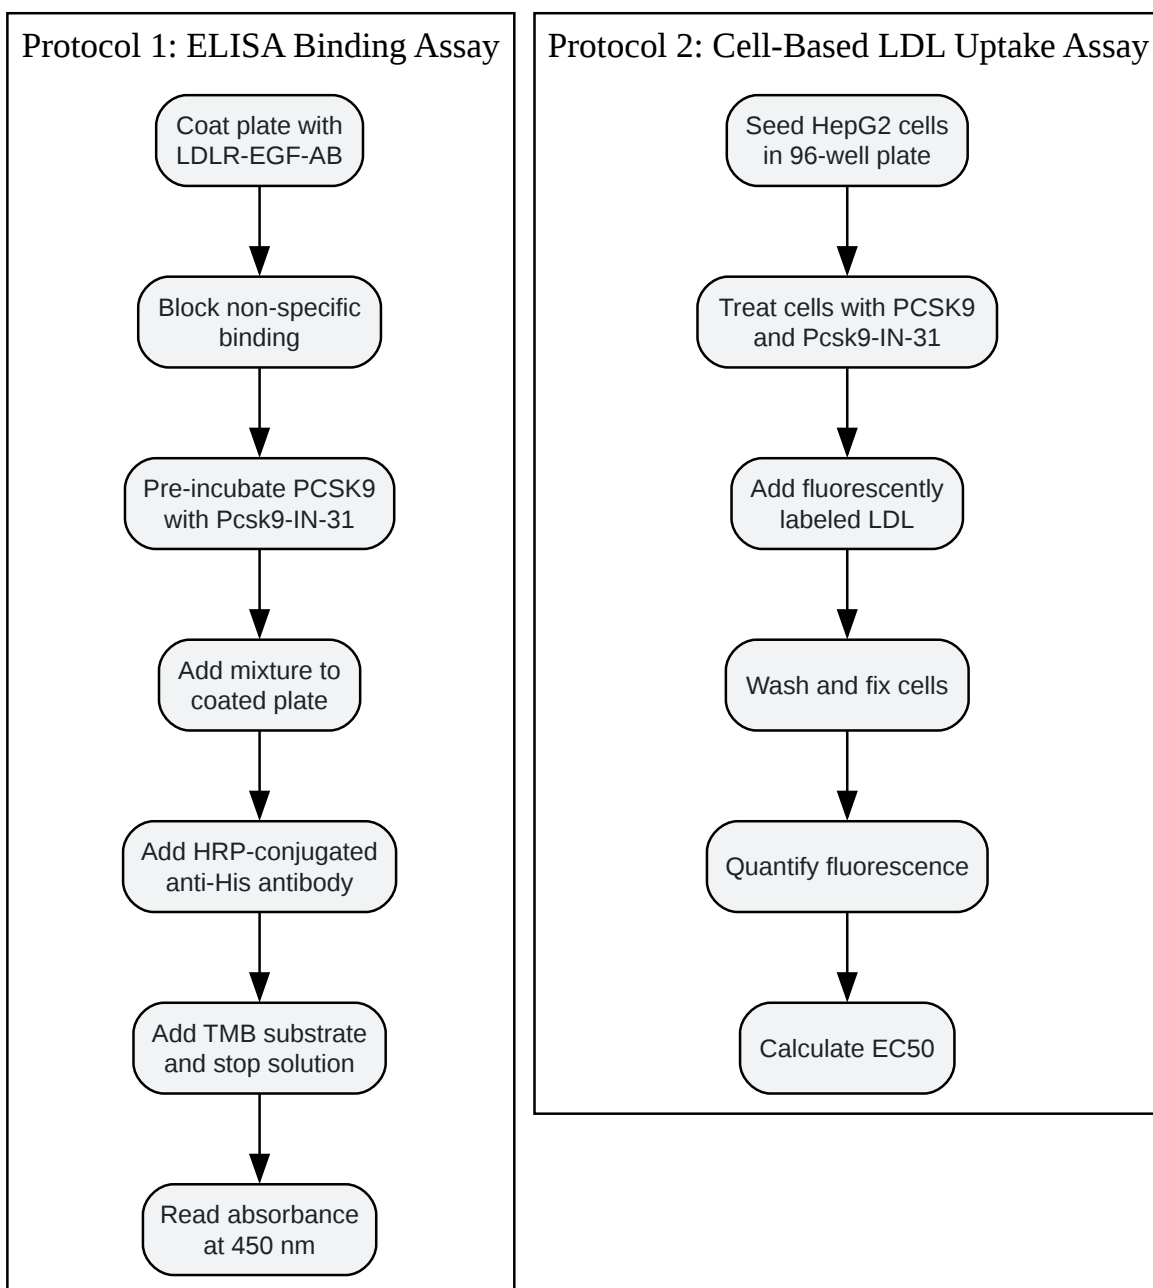 Protocol 1: ELISA Binding Assay
Coat plate with
LDLR-EGF-AB
Block non-specific
binding
Pre-incubate PCSK9
with Pcsk9-IN-31
Add mixture to
coated plate
Add HRP-conjugated
anti-His antibody
Add TMB substrate
and stop solution
Read absorbance
at 450 nm
Protocol 2: Cell-Based LDL Uptake Assay
Seed HepG2 cells
in 96-well plate
Treat cells with PCSK9
and Pcsk9-IN-31
Add fluorescently
labeled LDL
Wash and fix cells
Quantify fluorescence
Calculate EC50